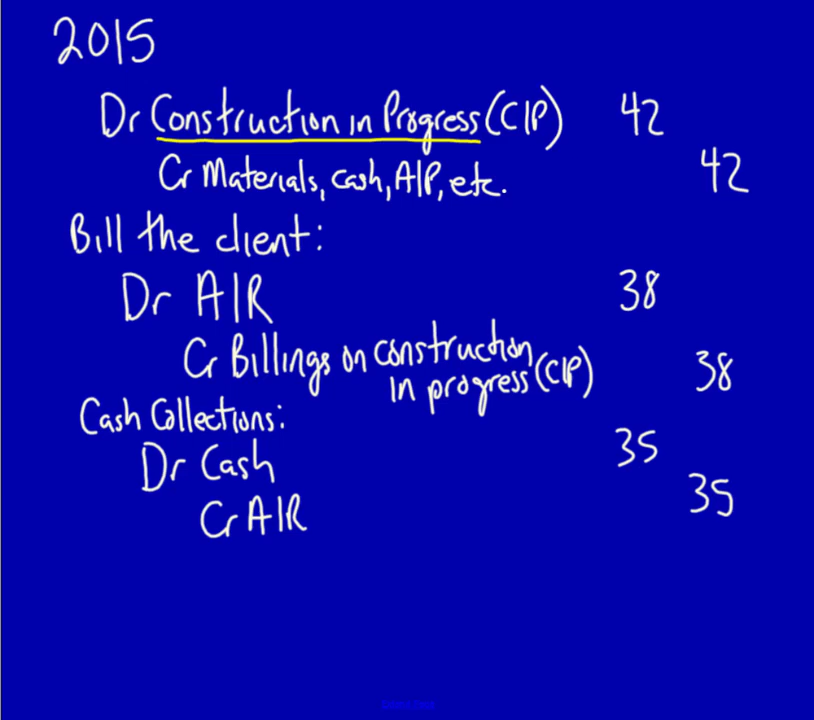 2015
Dr Construction in Progress (CIP) 42
Cr Materials, Cash, A/P, etc. 42
Bill the client:
Dr A/R 38
Cr Billings on construction
in progress (CIP) 38
Cash Collections:
Dr Cash 35
Cr A/R 35